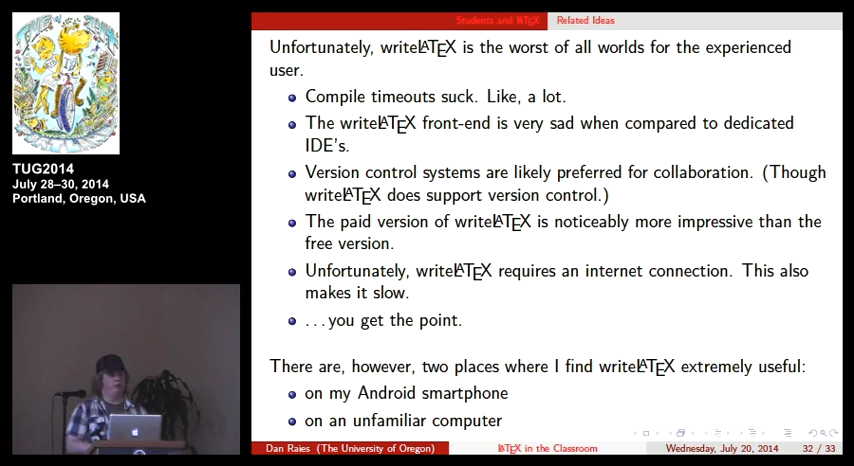 TUG2014
July 28–30, 2014
Portland, Oregon, USA
Students and LATEX
Related Ideas
Unfortunately, writeLATEX is the worst of all worlds for the experienced
user.
Compile timeouts suck. Like, a lot.
The writeLATEX front-end is very sad when compared to dedicated
IDE's.
Version control systems are likely preferred for collaboration. (Though
writeLATEX does support version control.)
The paid version of writeLATEX is noticeably more impressive than the
free version.
Unfortunately, writeLATEX requires an internet connection. This also
makes it slow.
...you get the point.
There are, however, two places where I find writeLATEX extremely useful:
on my Android smartphone
on an unfamiliar computer
Dan Raies (The University of Oregon)
LATEX in the Classroom
Wednesday, July 20, 2014
32 / 33